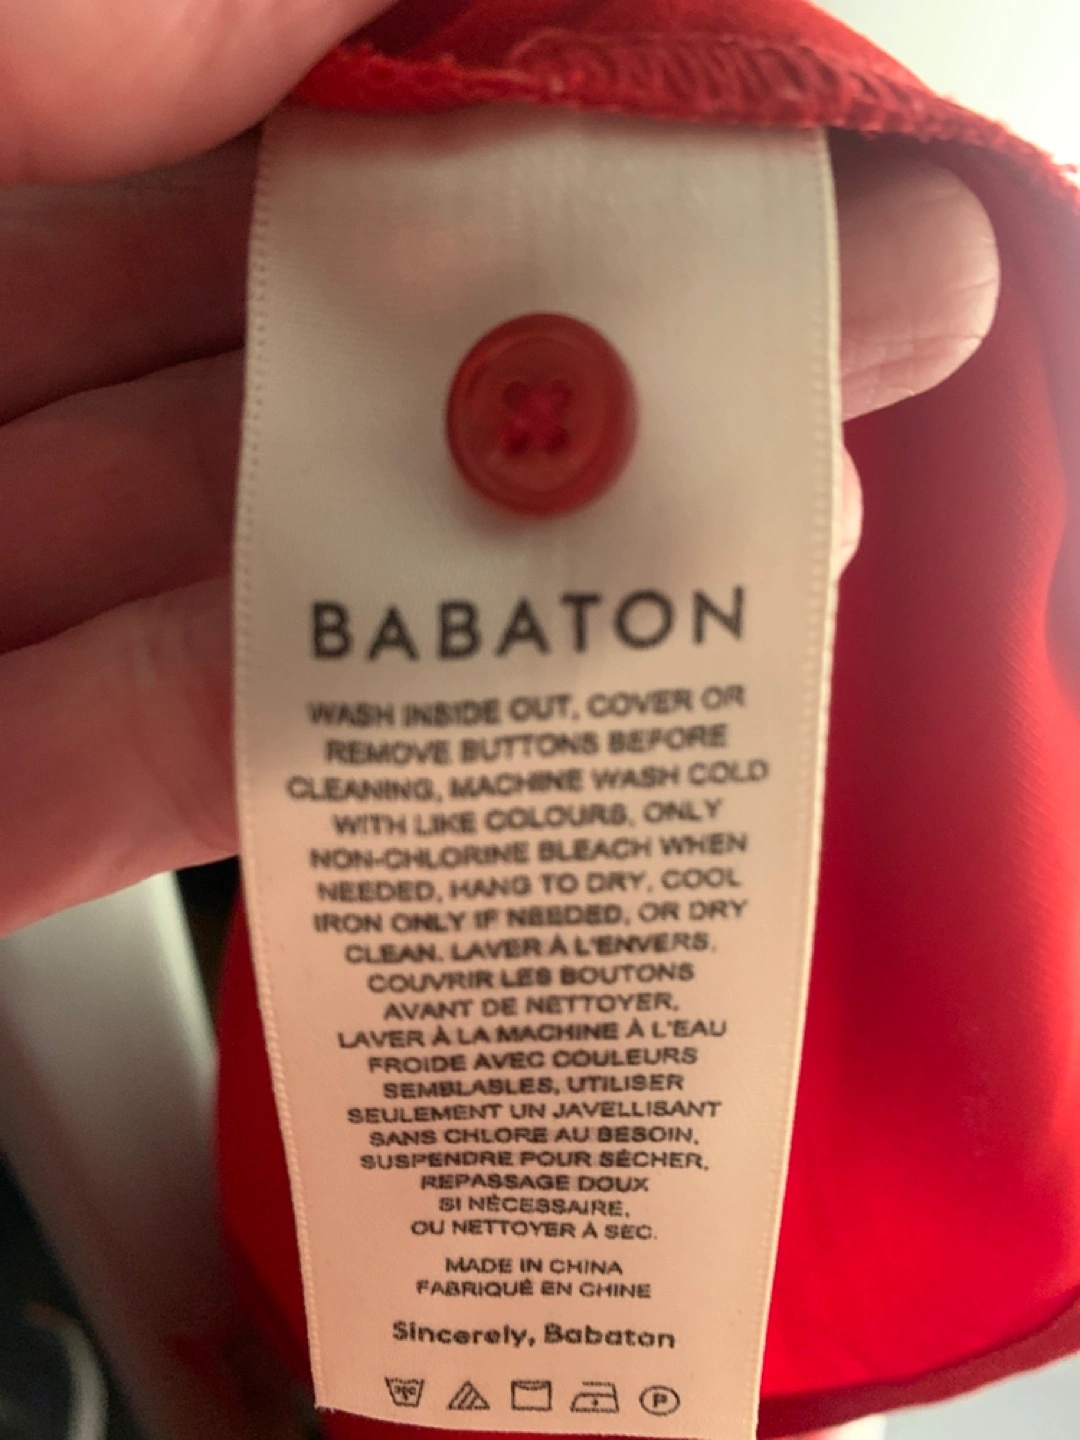 BABATON
WASH INSIDE OUT, COVER OR
REMOVE BUTTONS BEFORE
CLEANING, MACHINE WASH COLD
WITH LIKE COLOURS, ONLY
NON-CHLORINE BLEACH WHEN
NEEDED, HANG TO DRY, COOL
IRON ONLY IF NEEDED, OR DRY
CLEAN. LAVER À L'ENVERS,
COUVRIR LES BOUTONS
AVANT DE NETTOYER,
LAVER À LA MACHINE À L'EAU
FROIDE AVEC COULEURS
SEMBLABLES, UTILISER
SEULEMENT UN JAVELLISANT
SANS CHLORE AU BESOIN,
SUSPENDRE POUR SÉCHER,
REPASSAGE DOUX
SI NÉCESSAIRE,
OU NETTOYER À SEC.
MADE IN CHINA
FABRIQUÉ EN CHINE
Sincerely, Babaton
P